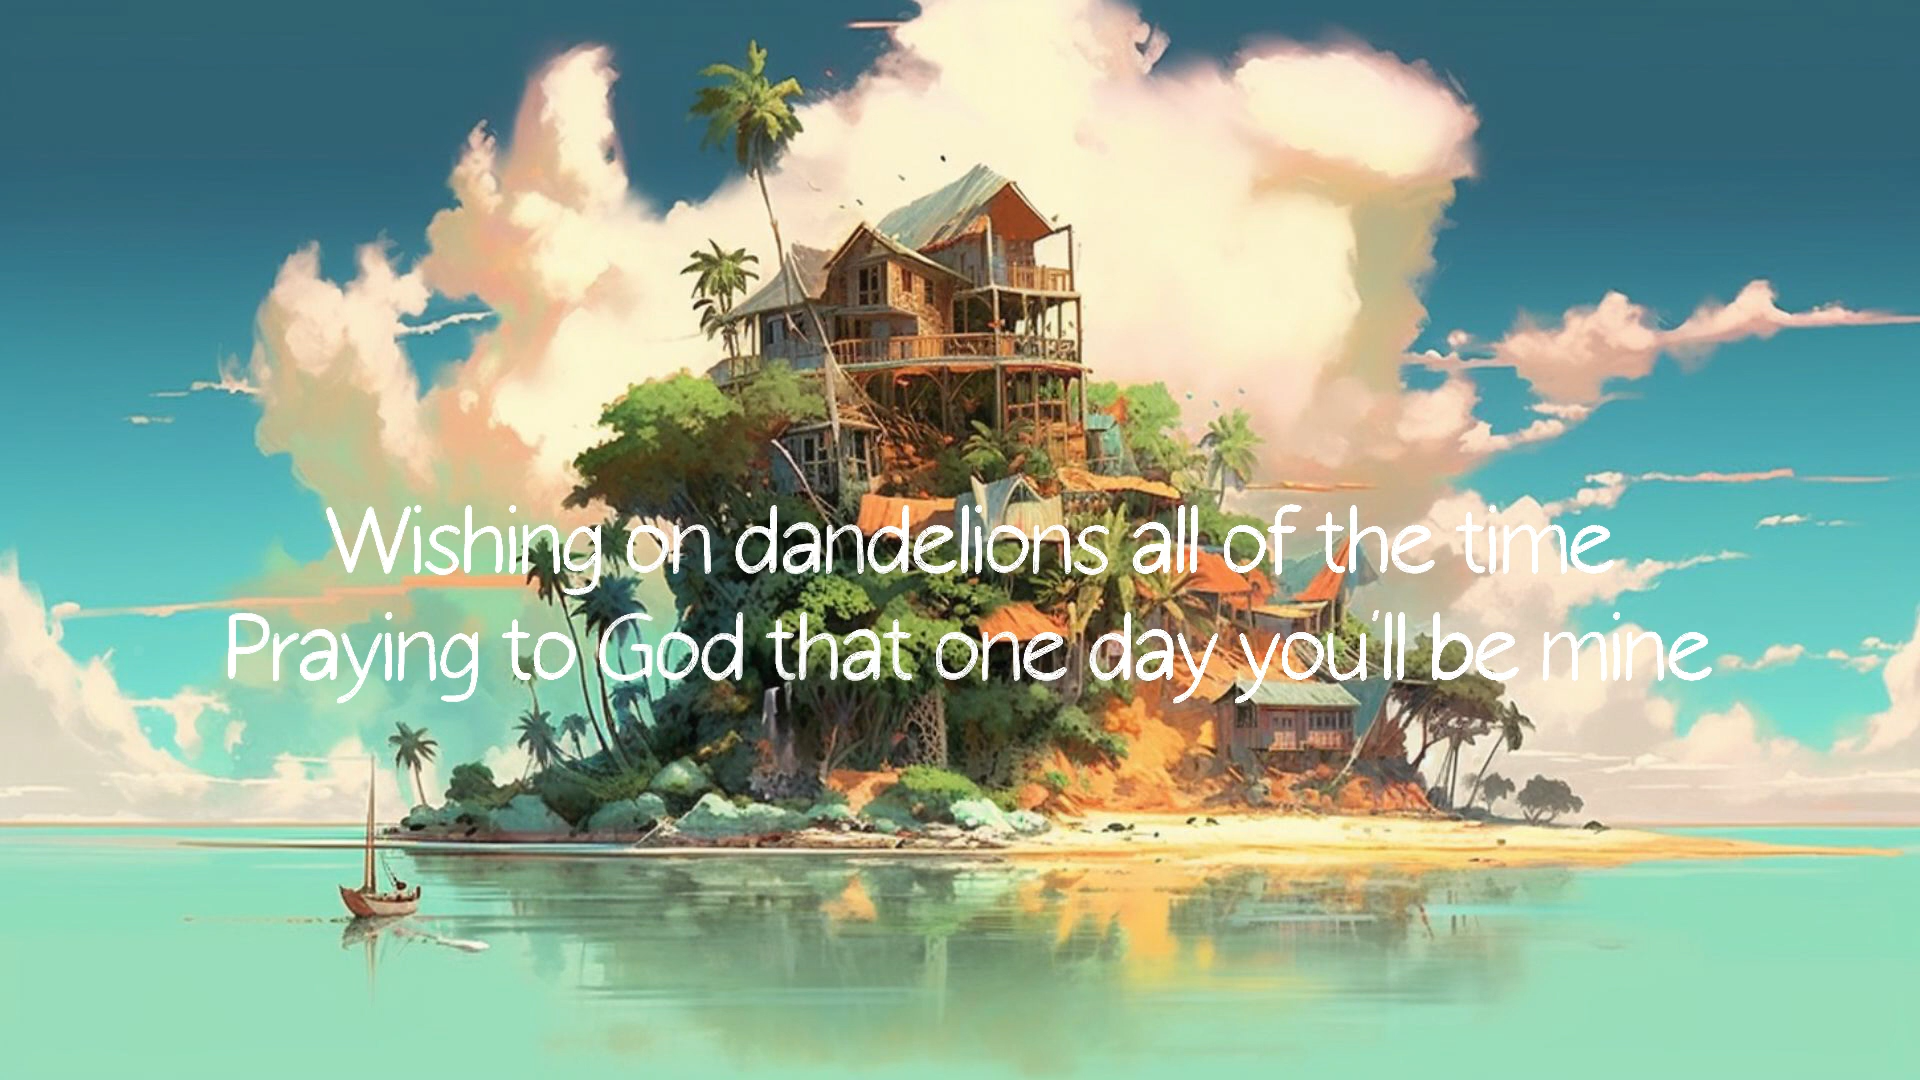 Wishing on dandelions all of the time
Praying to God that one day you'll be mine